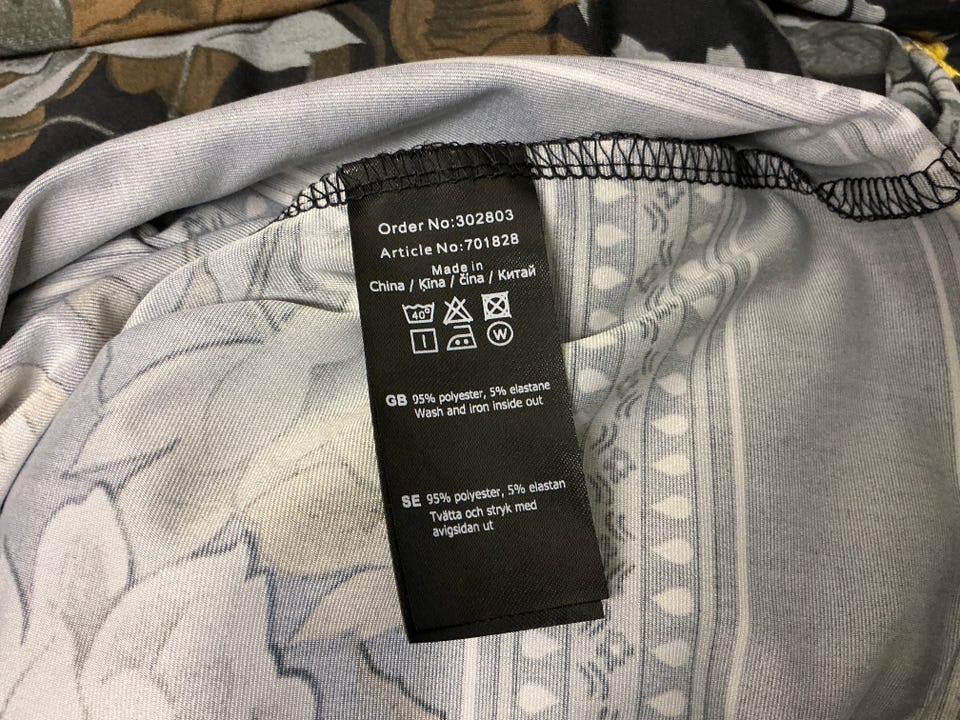 Order No:302803
Article No:701828
Made in
China / Ķīna / čína / Китай
40°
I
W
GB 95% polyester, 5% elastane
Wash and iron inside out
SE 95% polyester, 5% elastan
Tvätta och stryk med
avigsidan ut